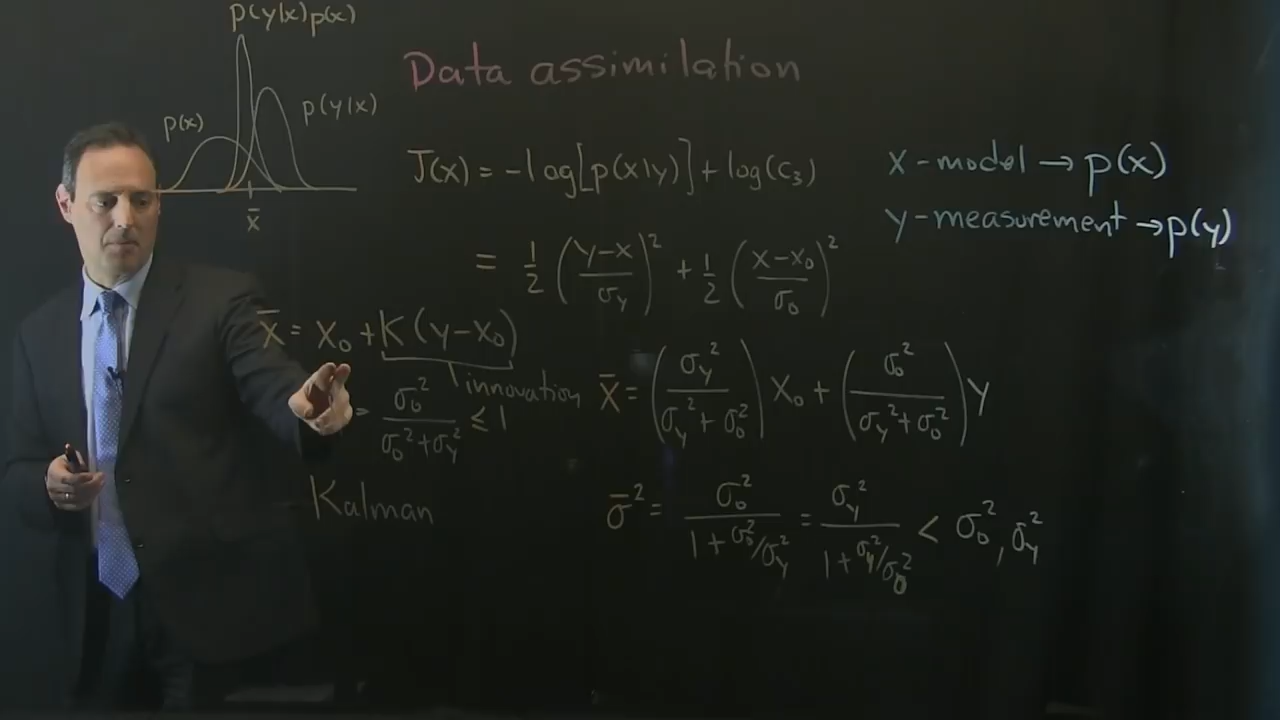 p(y|x)p(x)
p(x)
p(y|x)
x̄
Data assimilation
J(x) = -log[p(x|y)] + log(c₃)
= 1/2 ((y-x)/σ_y)² + 1/2 ((x-x₀)/σ₀)²
x - model → p(x)
y - measurement → p(y)
x̄ = x₀ + K(y-x₀)
innovation
= σ₀²/(σ₀²+σ_y²) ≤ 1
Kalman
x̄ = (σ_y²/(σ_y²+σ₀²)) x₀ + (σ₀²/(σ_y²+σ₀²)) y
σ̄² = σ₀²/(1+σ₀²/σ_y²) = σ_y²/(1+σ_y²/σ₀²) < σ₀², σ_y²